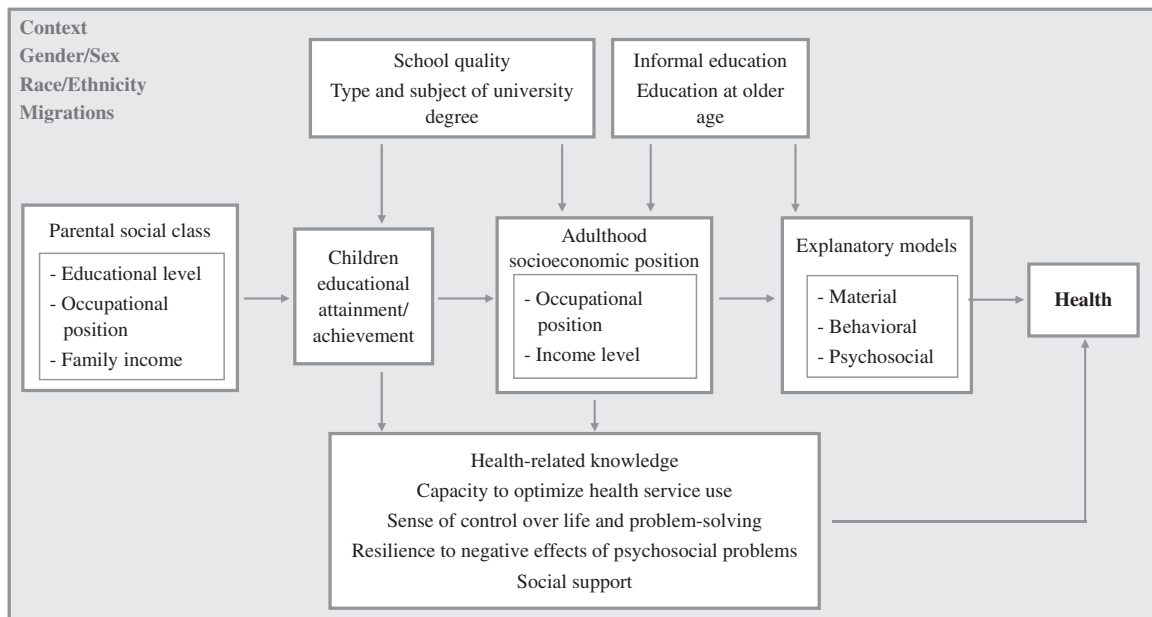 Context
Gender/Sex
Race/Ethnicity
Migrations
School quality
Type and subject of university
degree
Informal education
Education at older
age
Parental social class
- Educational level
- Occupational
position
- Family income
Children
educational
attainment/
achievement
Adulthood
socioeconomic position
- Occupational
position
- Income level
Explanatory models
- Material
- Behavioral
- Psychosocial
Health
Health-related knowledge
Capacity to optimize health service use
Sense of control over life and problem-solving
Resilience to negative effects of psychosocial problems
Social support